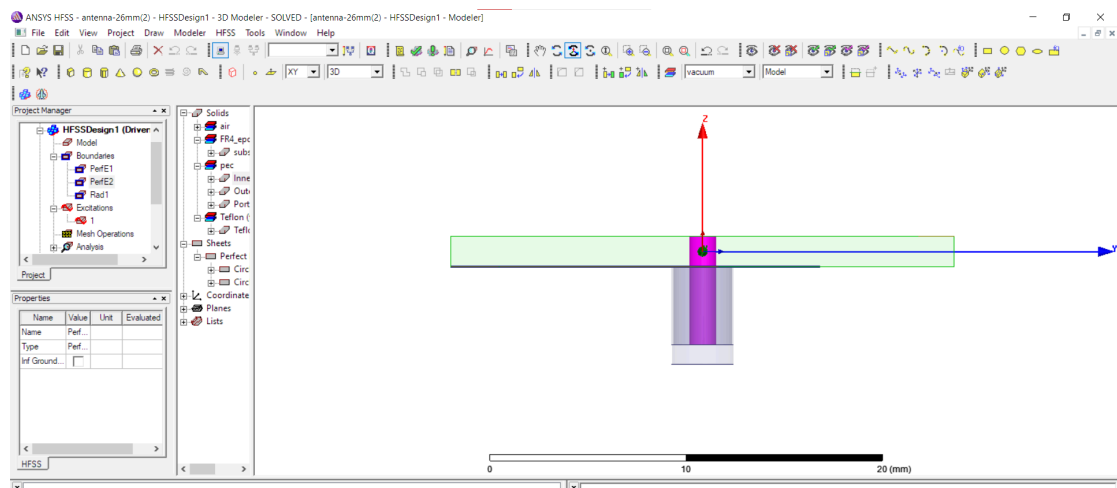 ANSYS HFSS - antenna-26mm(2) - HFSSDesign1 - 3D Modeler - SOLVED - [antenna-26mm(2) - HFSSDesign1 - Modeler]
File Edit View Project Draw Modeler HFSS Tools Window Help
XY 3D vacuum Model
Project Manager
HFSSDesign1 (Driver
Model
Boundaries
PerfE1
PerfE2
Rad1
Excitations
1
Mesh Operations
Analysis
Project
Properties
Name Value Unit Evaluated
Name Perf...
Type Perf...
Inf Ground...
HFSS
Solids
air
FR4_epo
subs
pec
Inne
Oute
Port
Teflon (
Teflo
Sheets
Perfect
Circ
Circ
Coordinate
Planes
Lists
Z
Y
0 10 20 (mm)